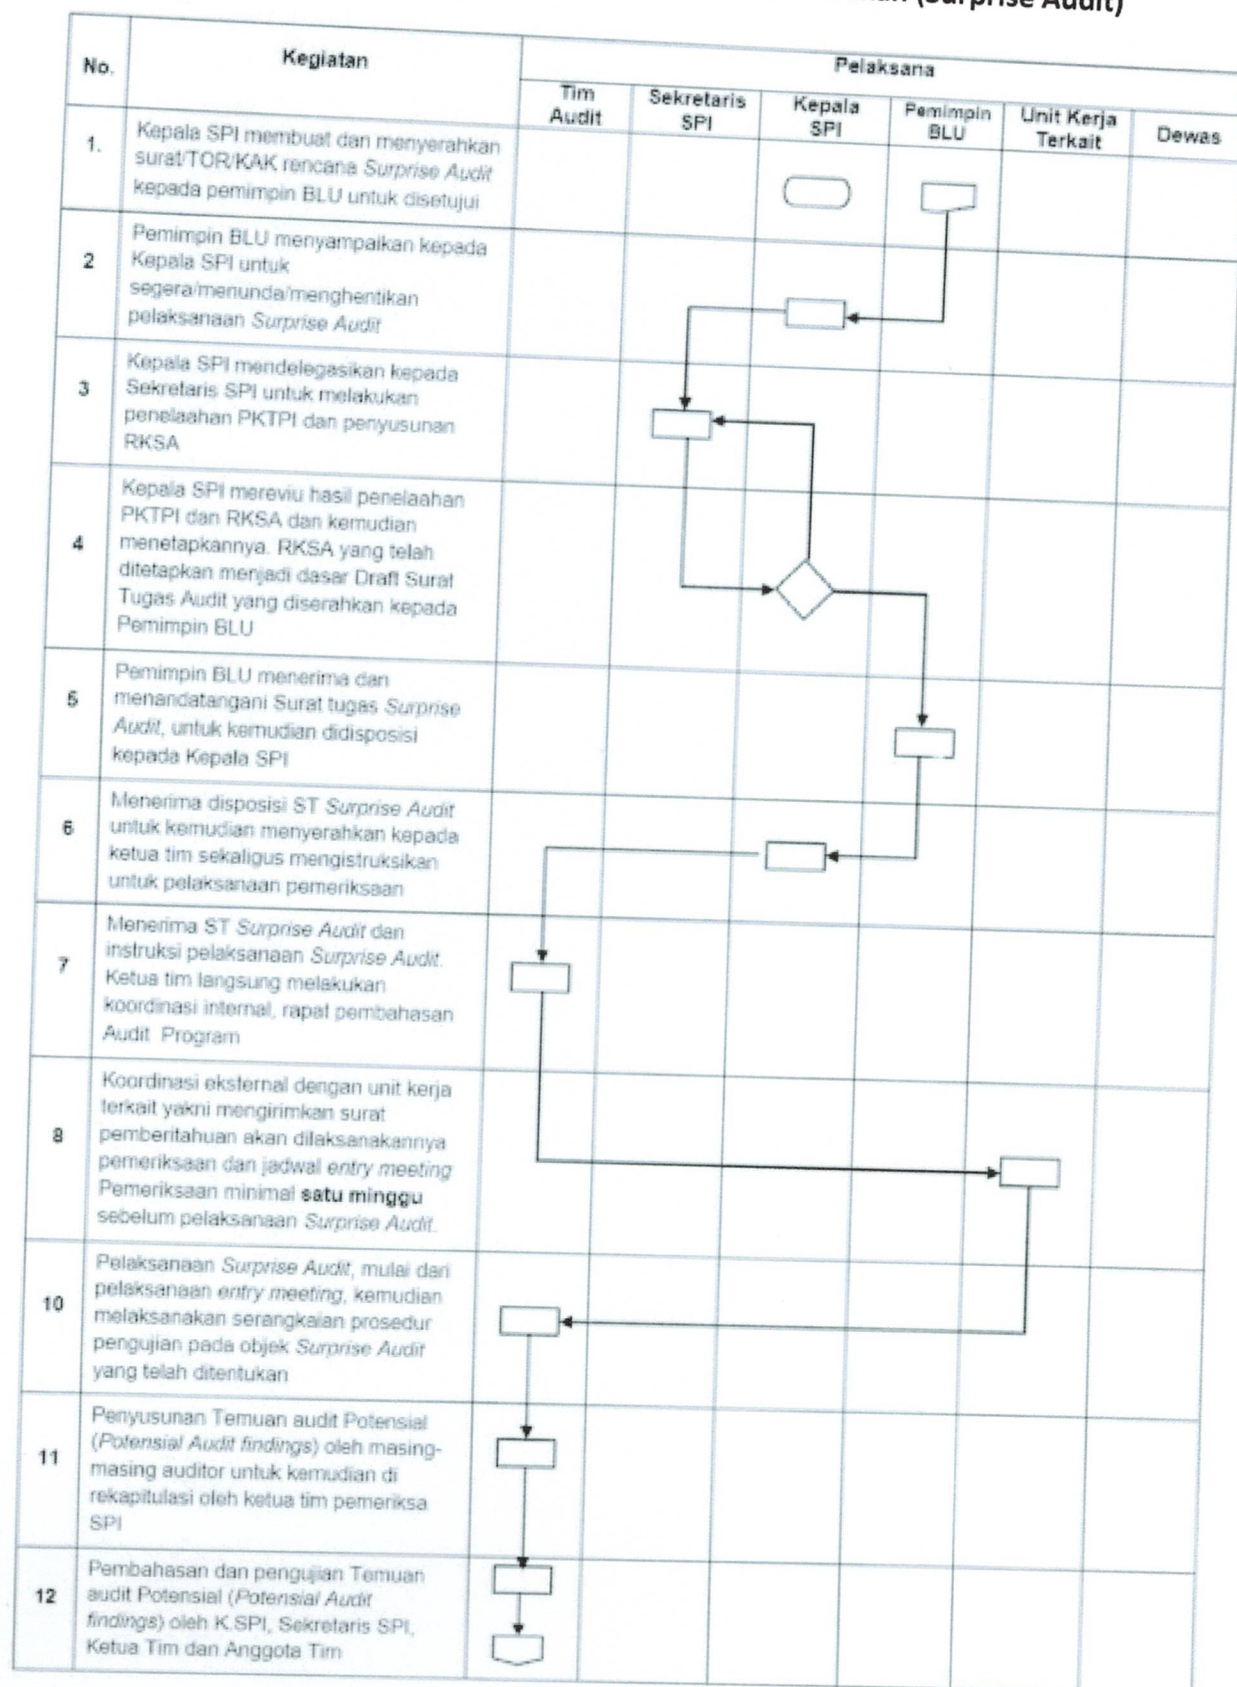 (Surprise Audit)
No.
Kegiatan
Pelaksana
Tim
Audit
Sekretaris
SPI
Kepala
SPI
Pemimpin
BLU
Unit Kerja
Terkait
Dewas
1.
Kepala SPI membuat dan menyerahkan
surat/TOR/KAK rencana Surprise Audit
kepada pemimpin BLU untuk disetujui
2
Pemimpin BLU menyampaikan kepada
Kepala SPI untuk
segera/menunda/menghentikan
pelaksanaan Surprise Audit
3
Kepala SPI mendelegasikan kepada
Sekretaris SPI untuk melakukan
penelaahan PKTPI dan penyusunan
RKSA
4
Kepala SPI mereviu hasil penelaahan
PKTPI dan RKSA dan kemudian
menetapkannya. RKSA yang telah
ditetapkan menjadi dasar Draft Surat
Tugas Audit yang diserahkan kepada
Pemimpin BLU
5
Pemimpin BLU menerima dan
menandatangani Surat tugas Surprise
Audit, untuk kemudian didisposisi
kepada Kepala SPI
6
Menerima disposisi ST Surprise Audit
untuk kemudian menyerahkan kepada
ketua tim sekaligus mengistruksikan
untuk pelaksanaan pemeriksaan
7
Menerima ST Surprise Audit dan
instruksi pelaksanaan Surprise Audit.
Ketua tim langsung melakukan
koordinasi internal, rapat pembahasan
Audit Program
8
Koordinasi eksternal dengan unit kerja
terkait yakni mengirimkan surat
pemberitahuan akan dilaksanakannya
pemeriksaan dan jadwal entry meeting
Pemeriksaan minimal satu minggu
sebelum pelaksanaan Surprise Audit.
10
Pelaksanaan Surprise Audit, mulai dari
pelaksanaan entry meeting, kemudian
melaksanakan serangkaian prosedur
pengujian pada objek Surprise Audit
yang telah ditentukan
11
Penyusunan Temuan audit Potensial
(Potensial Audit findings) oleh masing-
masing auditor untuk kemudian di
rekapitulasi oleh ketua tim pemeriksa
SPI
12
Pembahasan dan pengujian Temuan
audit Potensial (Potensial Audit
findings) oleh K.SPI, Sekretaris SPI,
Ketua Tim dan Anggota Tim